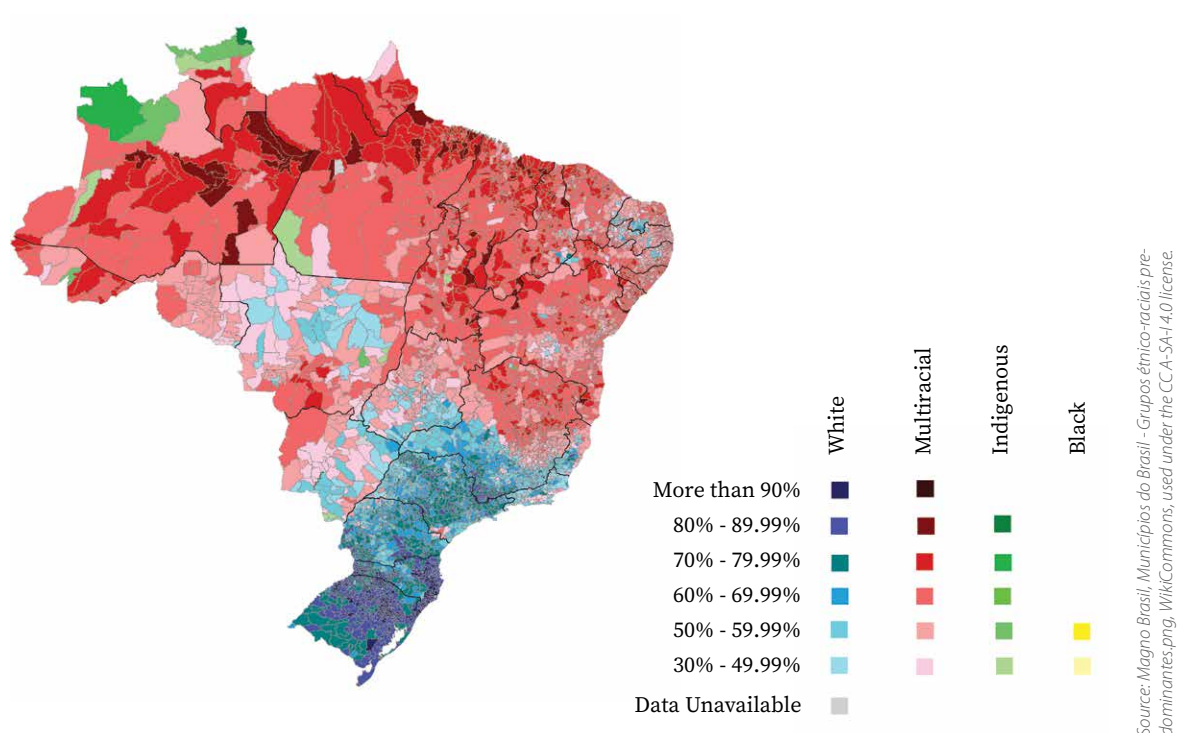 White
Multiracial
Indigenous
Black
More than 90%
80% - 89.99%
70% - 79.99%
60% - 69.99%
50% - 59.99%
30% - 49.99%
Data Unavailable
Source: Magno Brasil, Municípios do Brasil - Grupos étnico-raciais pre-
dominantes.png, WikiCommons, used under the CC A-SA-I 4.0 license.